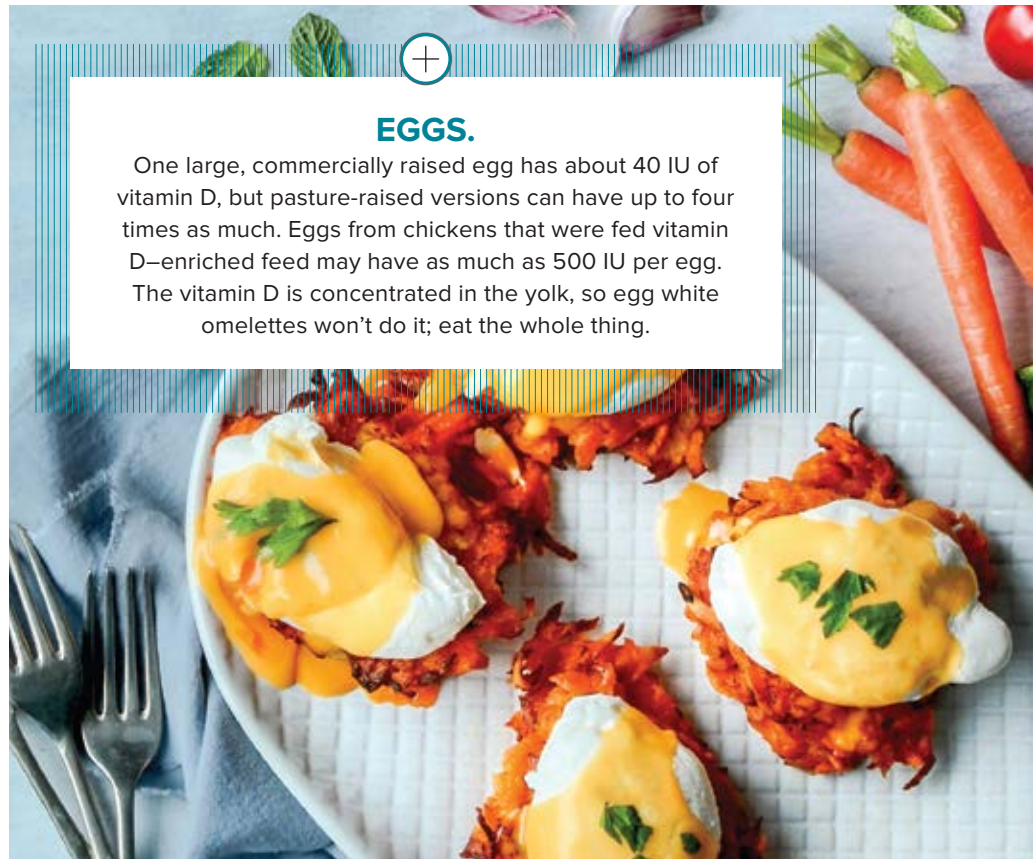 EGGS.
One large, commercially raised egg has about 40 IU of
vitamin D, but pasture-raised versions can have up to four
times as much. Eggs from chickens that were fed vitamin
D–enriched feed may have as much as 500 IU per egg.
The vitamin D is concentrated in the yolk, so egg white
omelettes won’t do it; eat the whole thing.